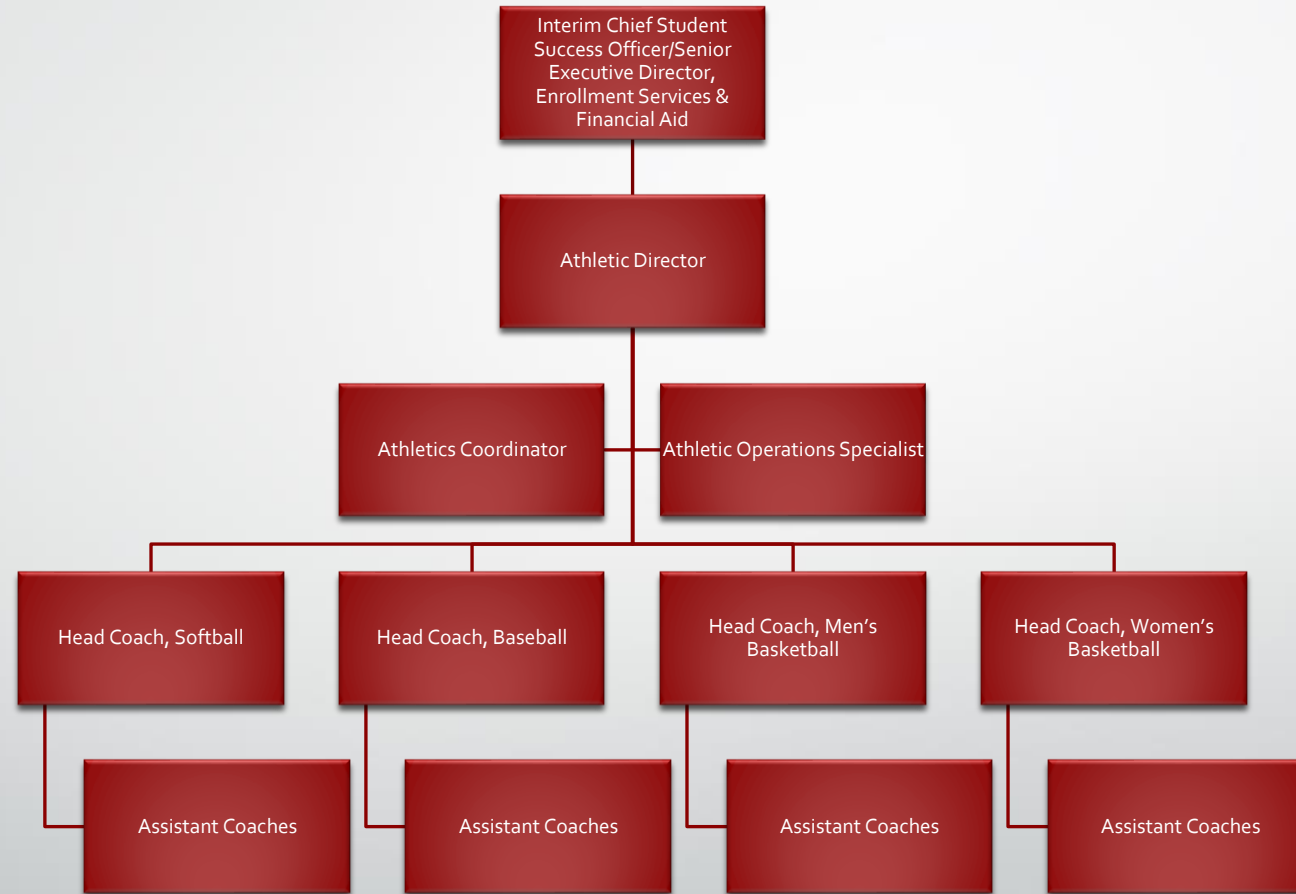 Interim Chief Student
Success Officer/Senior
Executive Director,
Enrollment Services &
Financial Aid
Athletic Director
Athletics Coordinator
Athletic Operations Specialist
Head Coach, Softball
Head Coach, Baseball
Head Coach, Men’s
Basketball
Head Coach, Women’s
Basketball
Assistant Coaches
Assistant Coaches
Assistant Coaches
Assistant Coaches